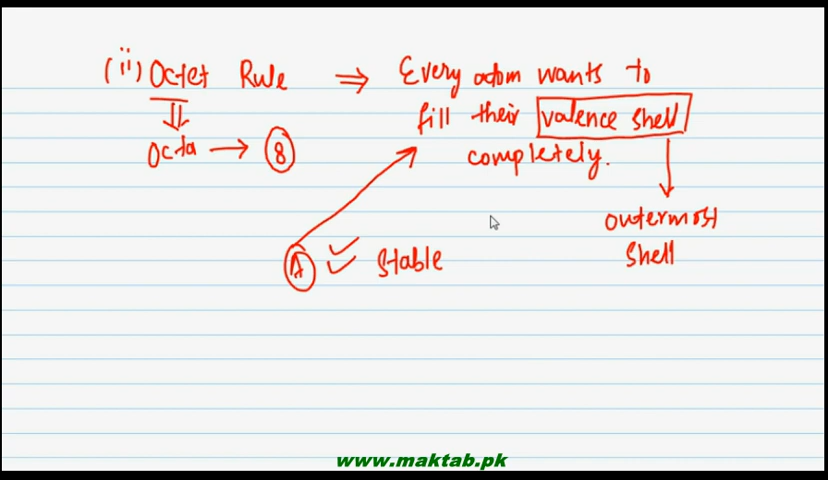 (ii) Octet Rule ⇒ Every atom wants to
fill their valence shell
Octa → 8
completely.
outermost
shell
A stable
www.maktab.pk